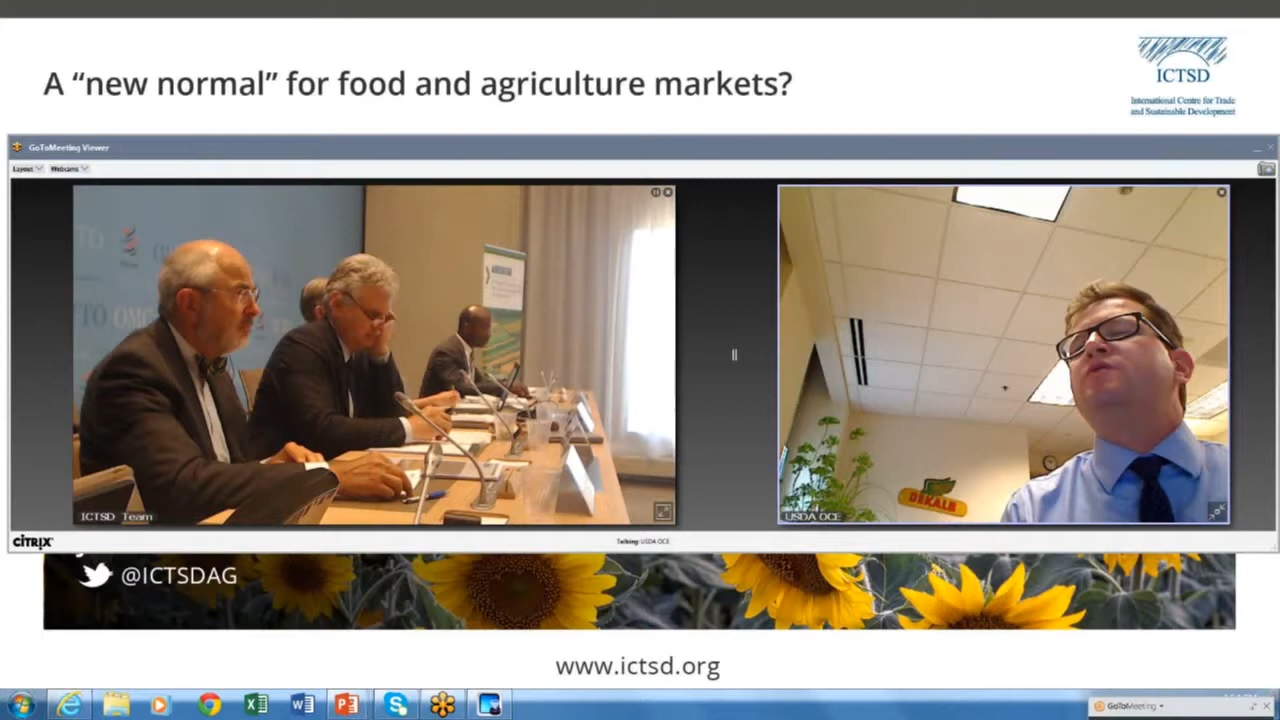 A “new normal” for food and agriculture markets?
ICTSD
International Centre for Trade
and Sustainable Development
GoToMeeting Viewer
Layout Webcams
OMC
DEKALB
ICTSD Team
USDA OCE
CITRIX
Talking: USDA OCE
@ICTSDAG
www.ictsd.org
GoToMeeting